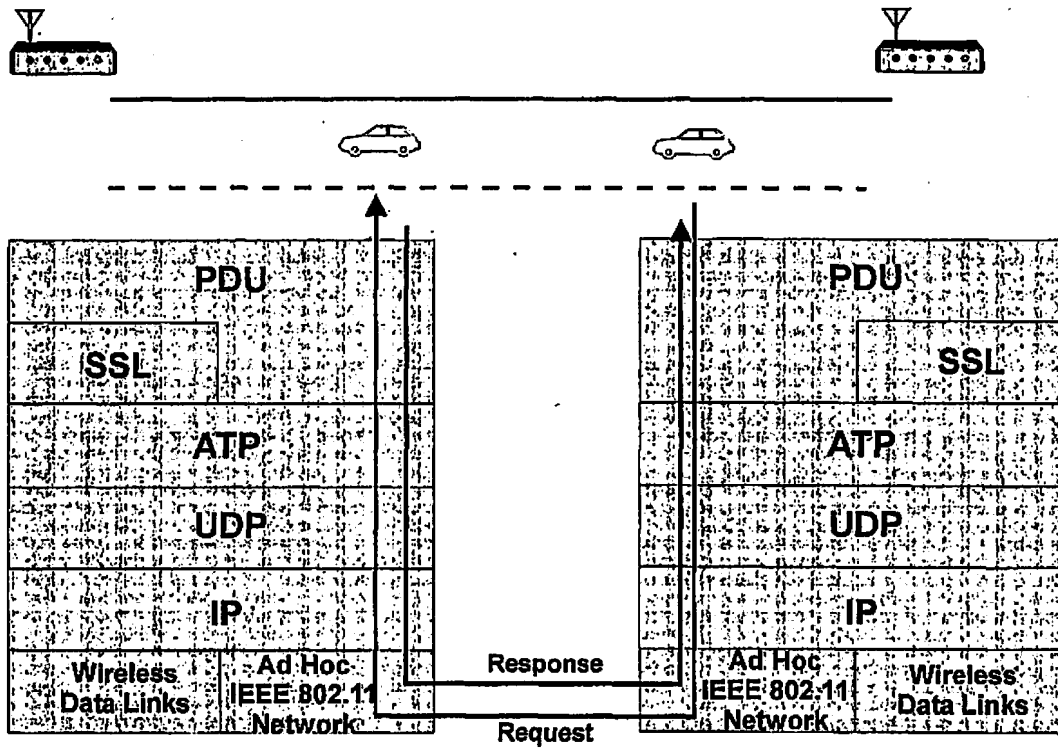 PDU
PDU
SSL
SSL
ATP
ATP
UDP
UDP
IP
IP
Wireless
Data Links
Ad Hoc
IEEE 802.11
Network
Response
Request
Ad Hoc
IEEE 802.11
Network
Wireless
Data Links